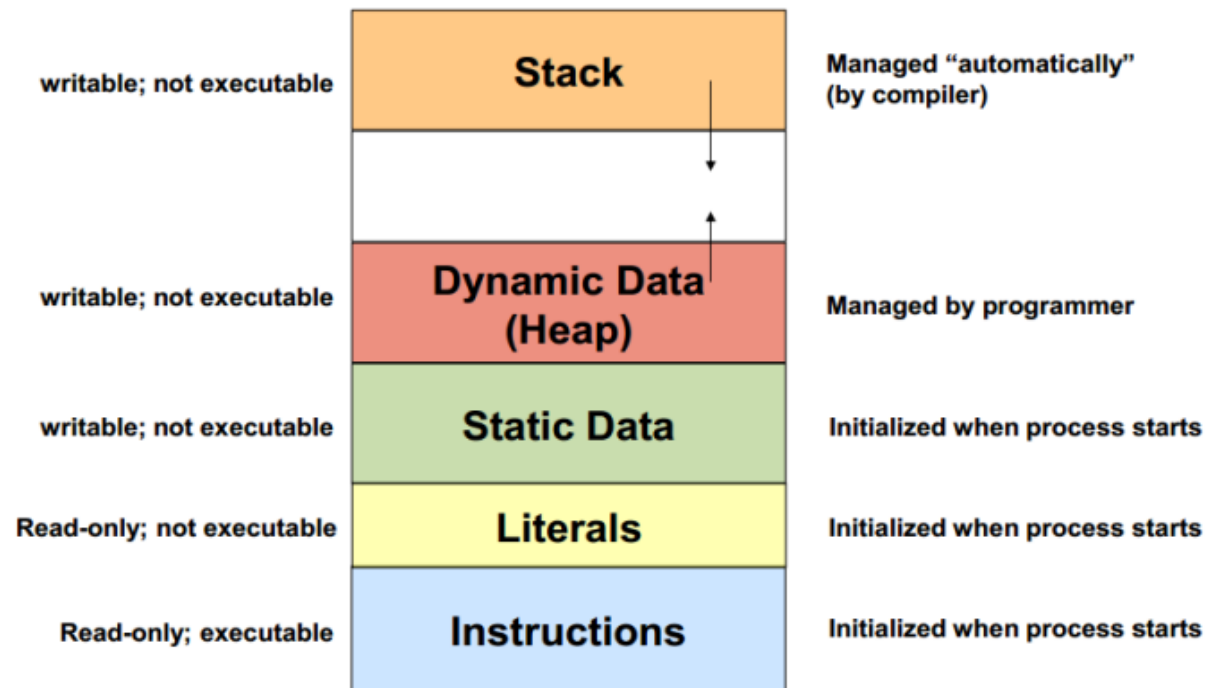 writable; not executable
Stack
Managed “automatically”
(by compiler)
writable; not executable
Dynamic Data
(Heap)
Managed by programmer
writable; not executable
Static Data
Initialized when process starts
Read-only; not executable
Literals
Initialized when process starts
Read-only; executable
Instructions
Initialized when process starts